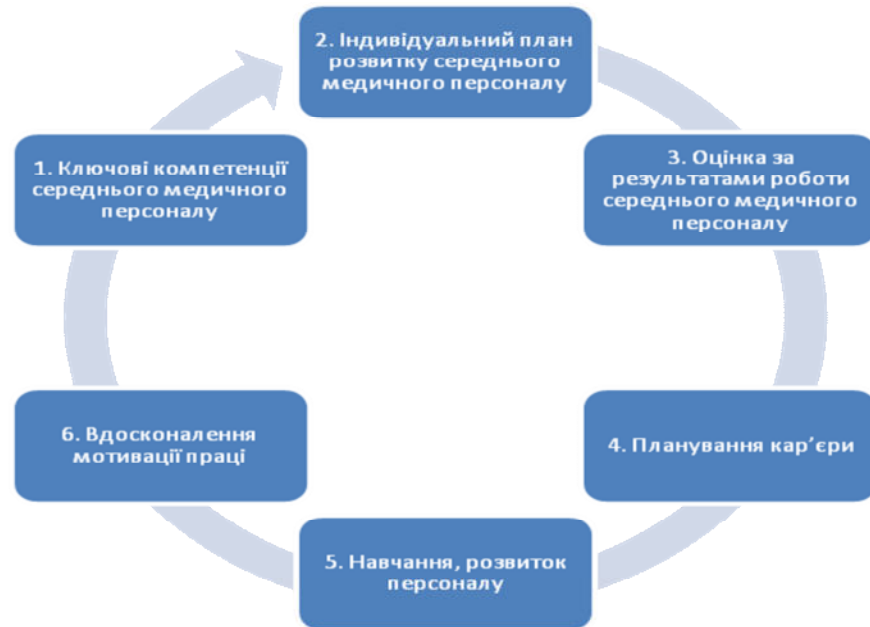 2. Індивідуальний план
розвитку середнього
медичного персоналу
1. Ключові компетенції
середнього медичного
персоналу
3. Оцінка за
результатами роботи
середнього медичного
персоналу
6. Вдосконалення
мотивації праці
4. Планування кар’єри
5. Навчання, розвиток
персоналу